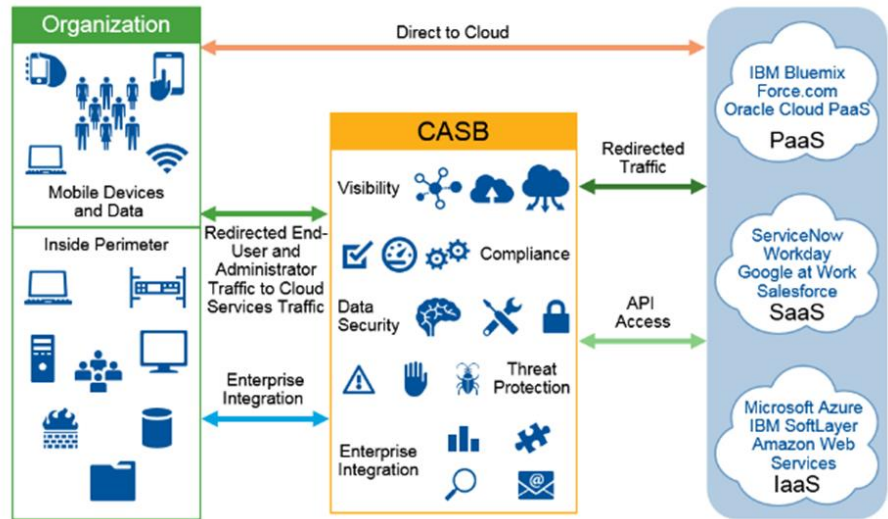 Organization
Mobile Devices
and Data
Inside Perimeter
Direct to Cloud
Redirected End-
User and
Administrator
Traffic to Cloud
Services Traffic
Enterprise
Integration
CASB
Visibility
Compliance
Data
Security
Threat
Protection
Enterprise
Integration
@
Redirected
Traffic
API
Access
IBM Bluemix
Force.com
Oracle Cloud PaaS
PaaS
ServiceNow
Workday
Google at Work
Salesforce
SaaS
Microsoft Azure
IBM SoftLayer
Amazon Web
Services
IaaS